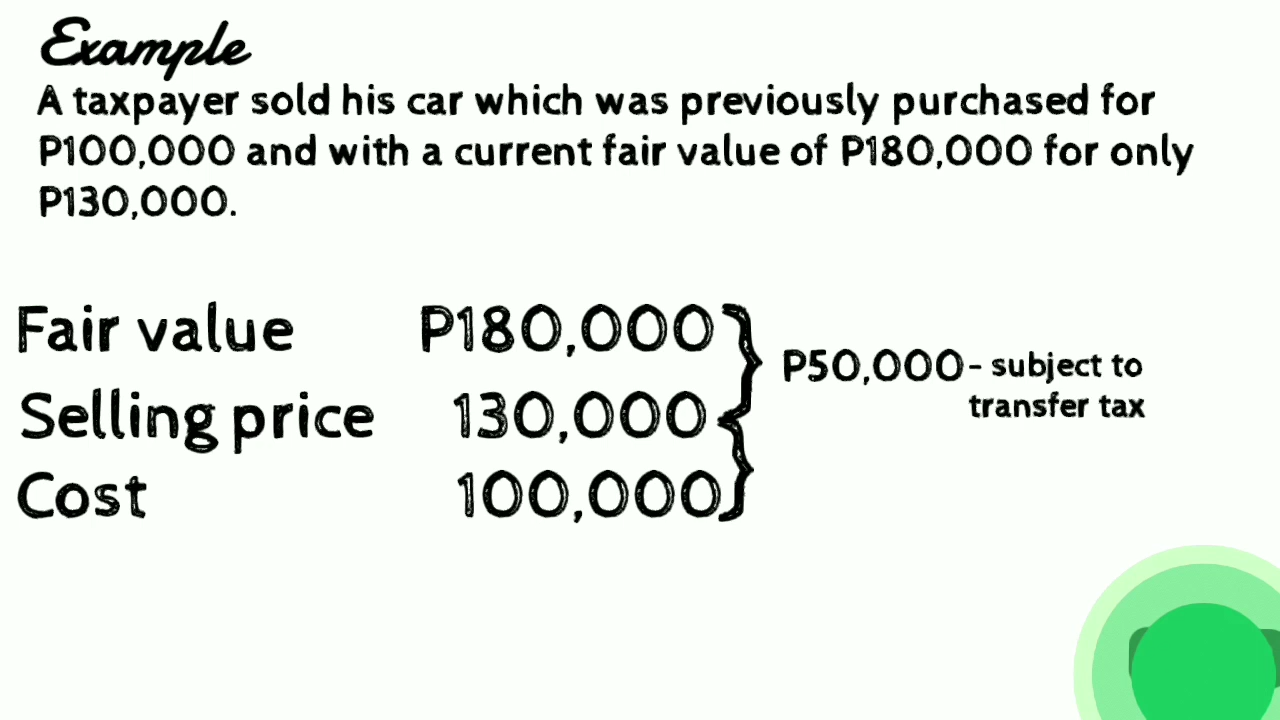 Example
A taxpayer sold his car which was previously purchased for
P100,000 and with a current fair value of P180,000 for only
P130,000.
Fair value P180,000
P50,000 - subject to
transfer tax
Selling price 130,000
Cost 100,000